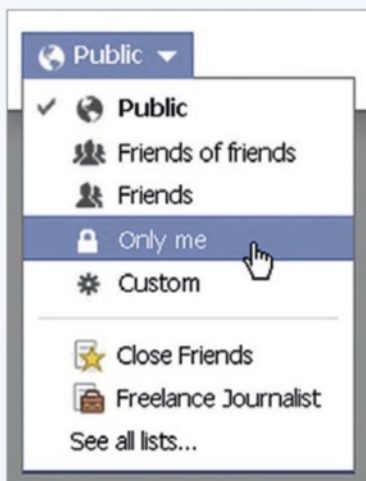 Public
Public
Friends of friends
Friends
Only me
Custom
Close Friends
Freelance Journalist
See all lists...